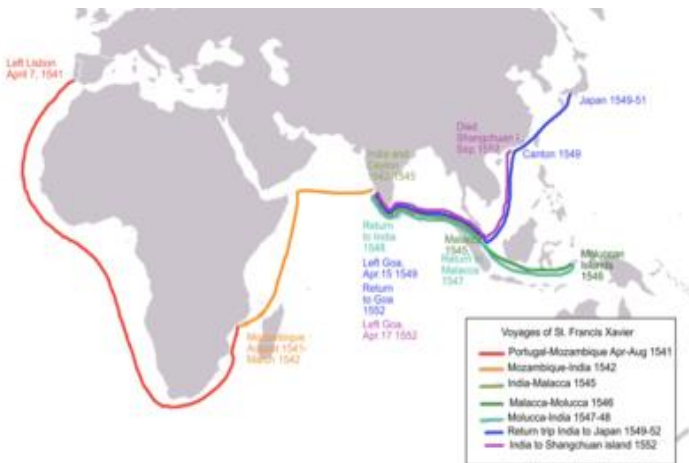 Left Lisbon
April 7, 1541
Japan 1549-51
Died
Shangchuan I.
Sep 1552
Canton 1549
India and
Ceylon
1542/1545
Return
to India
1548
Left Goa,
Apr.15 1549
Return
to Goa
1552
Left Goa,
Apr.17 1552
Malacca
1545
Return
Malacca
1547
Moluccan
Islands
1546
Mozambique
August 1541-
March 1542
Voyages of St. Francis Xavier
Portugal-Mozambique Apr-Aug 1541
Mozambique-India 1542
India-Malacca 1545
Malacca-Molucca 1546
Molucca-India 1547-48
Return trip India to Japan 1549-52
India to Shangchuan island 1552